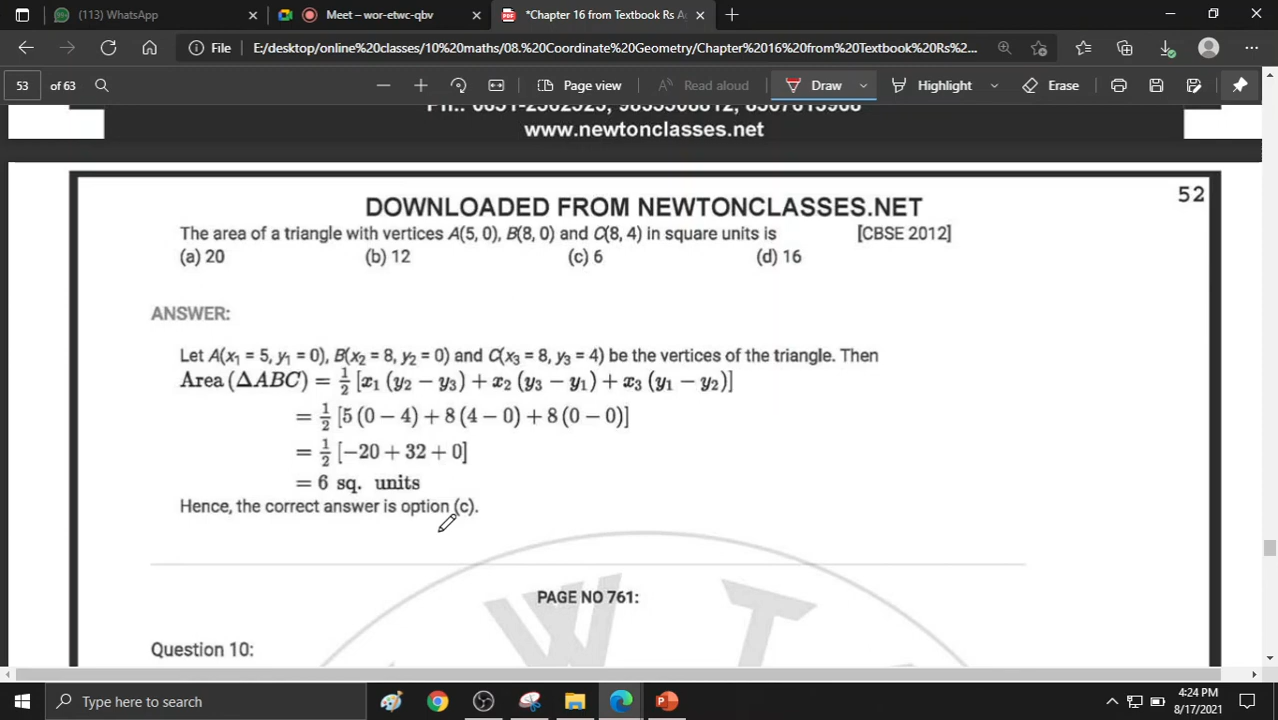 (113) WhatsApp
Meet – wor-etwc-qbv
*Chapter 16 from Textbook Rs Ag
File
E:/desktop/online%20classes/10%20maths/08.%20Coordinate%20Geometry/Chapter%2016%20from%20Textbook%20Rs%2...
53 of 63
Page view
Read aloud
Draw
Highlight
Erase
www.newtonclasses.net
52
DOWNLOADED FROM NEWTONCLASSES.NET
The area of a triangle with vertices A(5, 0), B(8, 0) and C(8, 4) in square units is [CBSE 2012]
(a) 20 (b) 12 (c) 6 (d) 16
ANSWER:
Let A(x₁ = 5, y₁ = 0), B(x₂ = 8, y₂ = 0) and C(x₃ = 8, y₃ = 4) be the vertices of the triangle. Then
Area (ΔABC) = 1/2 [x₁ (y₂ − y₃) + x₂ (y₃ − y₁) + x₃ (y₁ − y₂)]
= 1/2 [5 (0 − 4) + 8 (4 − 0) + 8 (0 − 0)]
= 1/2 [−20 + 32 + 0]
= 6 sq. units
Hence, the correct answer is option (c).
PAGE NO 761:
Question 10:
Type here to search
4:24 PM
8/17/2021